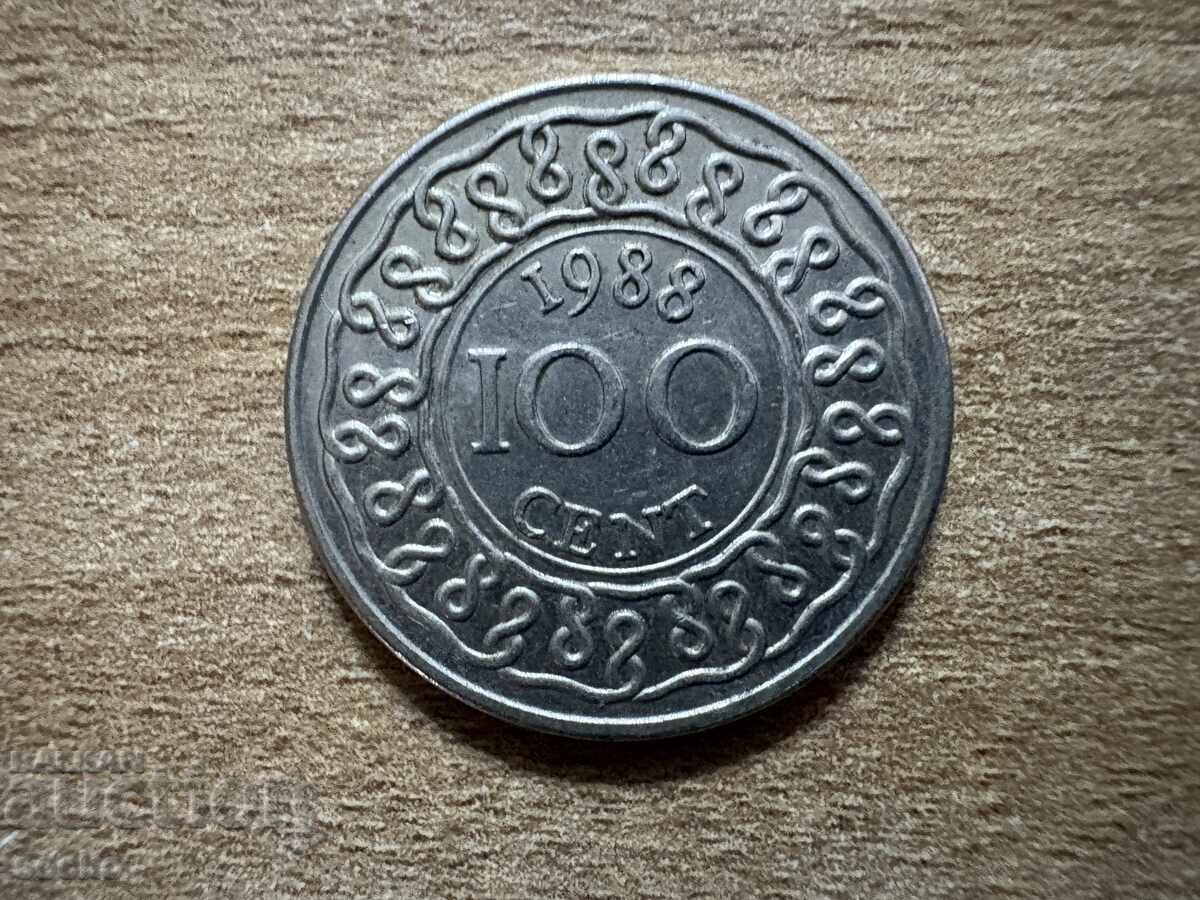 1988
100
CENT
BALKAN
auction